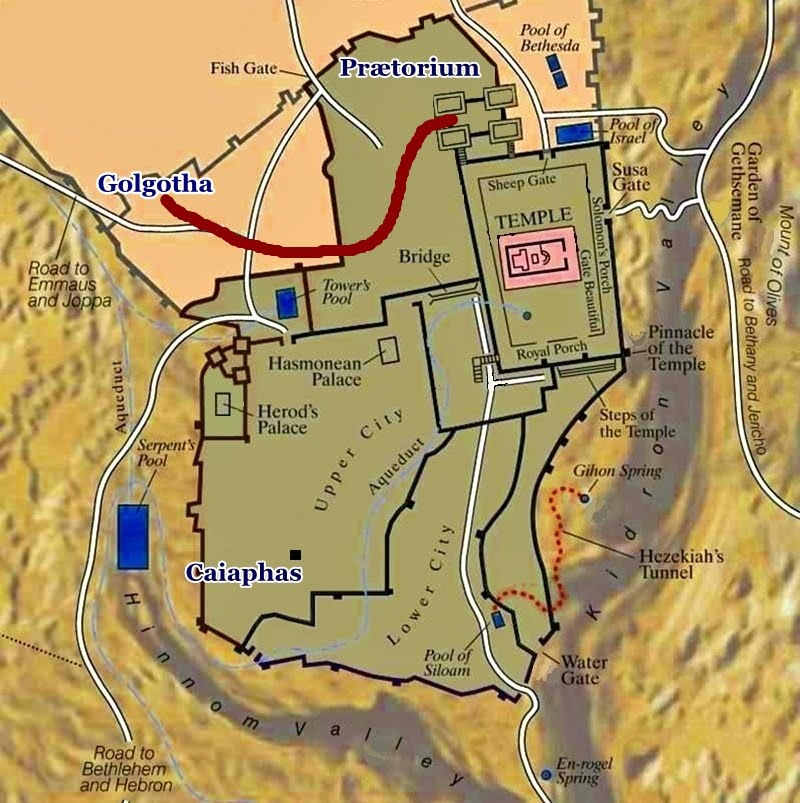 Pool of
Bethesda
Fish Gate
Prætorium
Pool of
Israel
Golgotha
Sheep Gate
Susa
Gate
Garden of
Gethsemane
Mount of Olives
TEMPLE
Solomon's Porch
Gate Beautiful
Road to
Emmaus
and Joppa
Tower's
Pool
Bridge
Road to Bethany and Jericho
Royal Porch
Pinnacle
of the
Temple
Hasmonean
Palace
Aqueduct
Herod's
Palace
Steps of
the Temple
Upper City
Aqueduct
Serpent's
Pool
Gihon Spring
Kidron Valley
Hezekiah's
Tunnel
Caiaphas
Lower City
Pool of
Siloam
Water
Gate
Hinnom Valley
Road to
Bethlehem
and Hebron
En-rogel
Spring